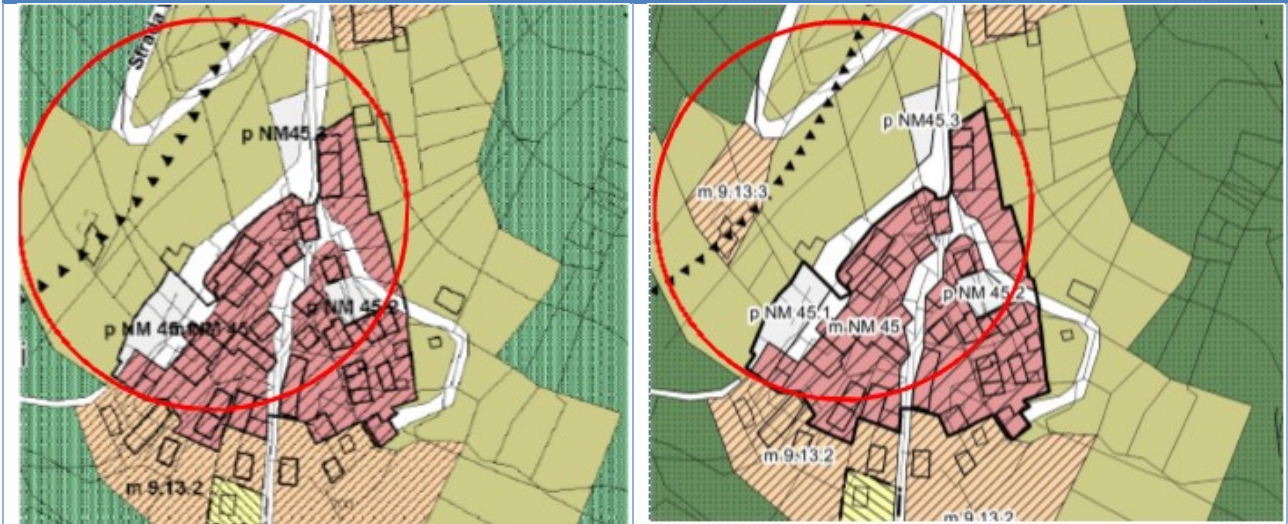 Strada
p NM45.3
p NM 45.2
m 9.13.2
p NM45.3
m 9.13.3
p NM 45.1
p NM 45.2
m NM 45
m 9.13.2
m 9.13.2